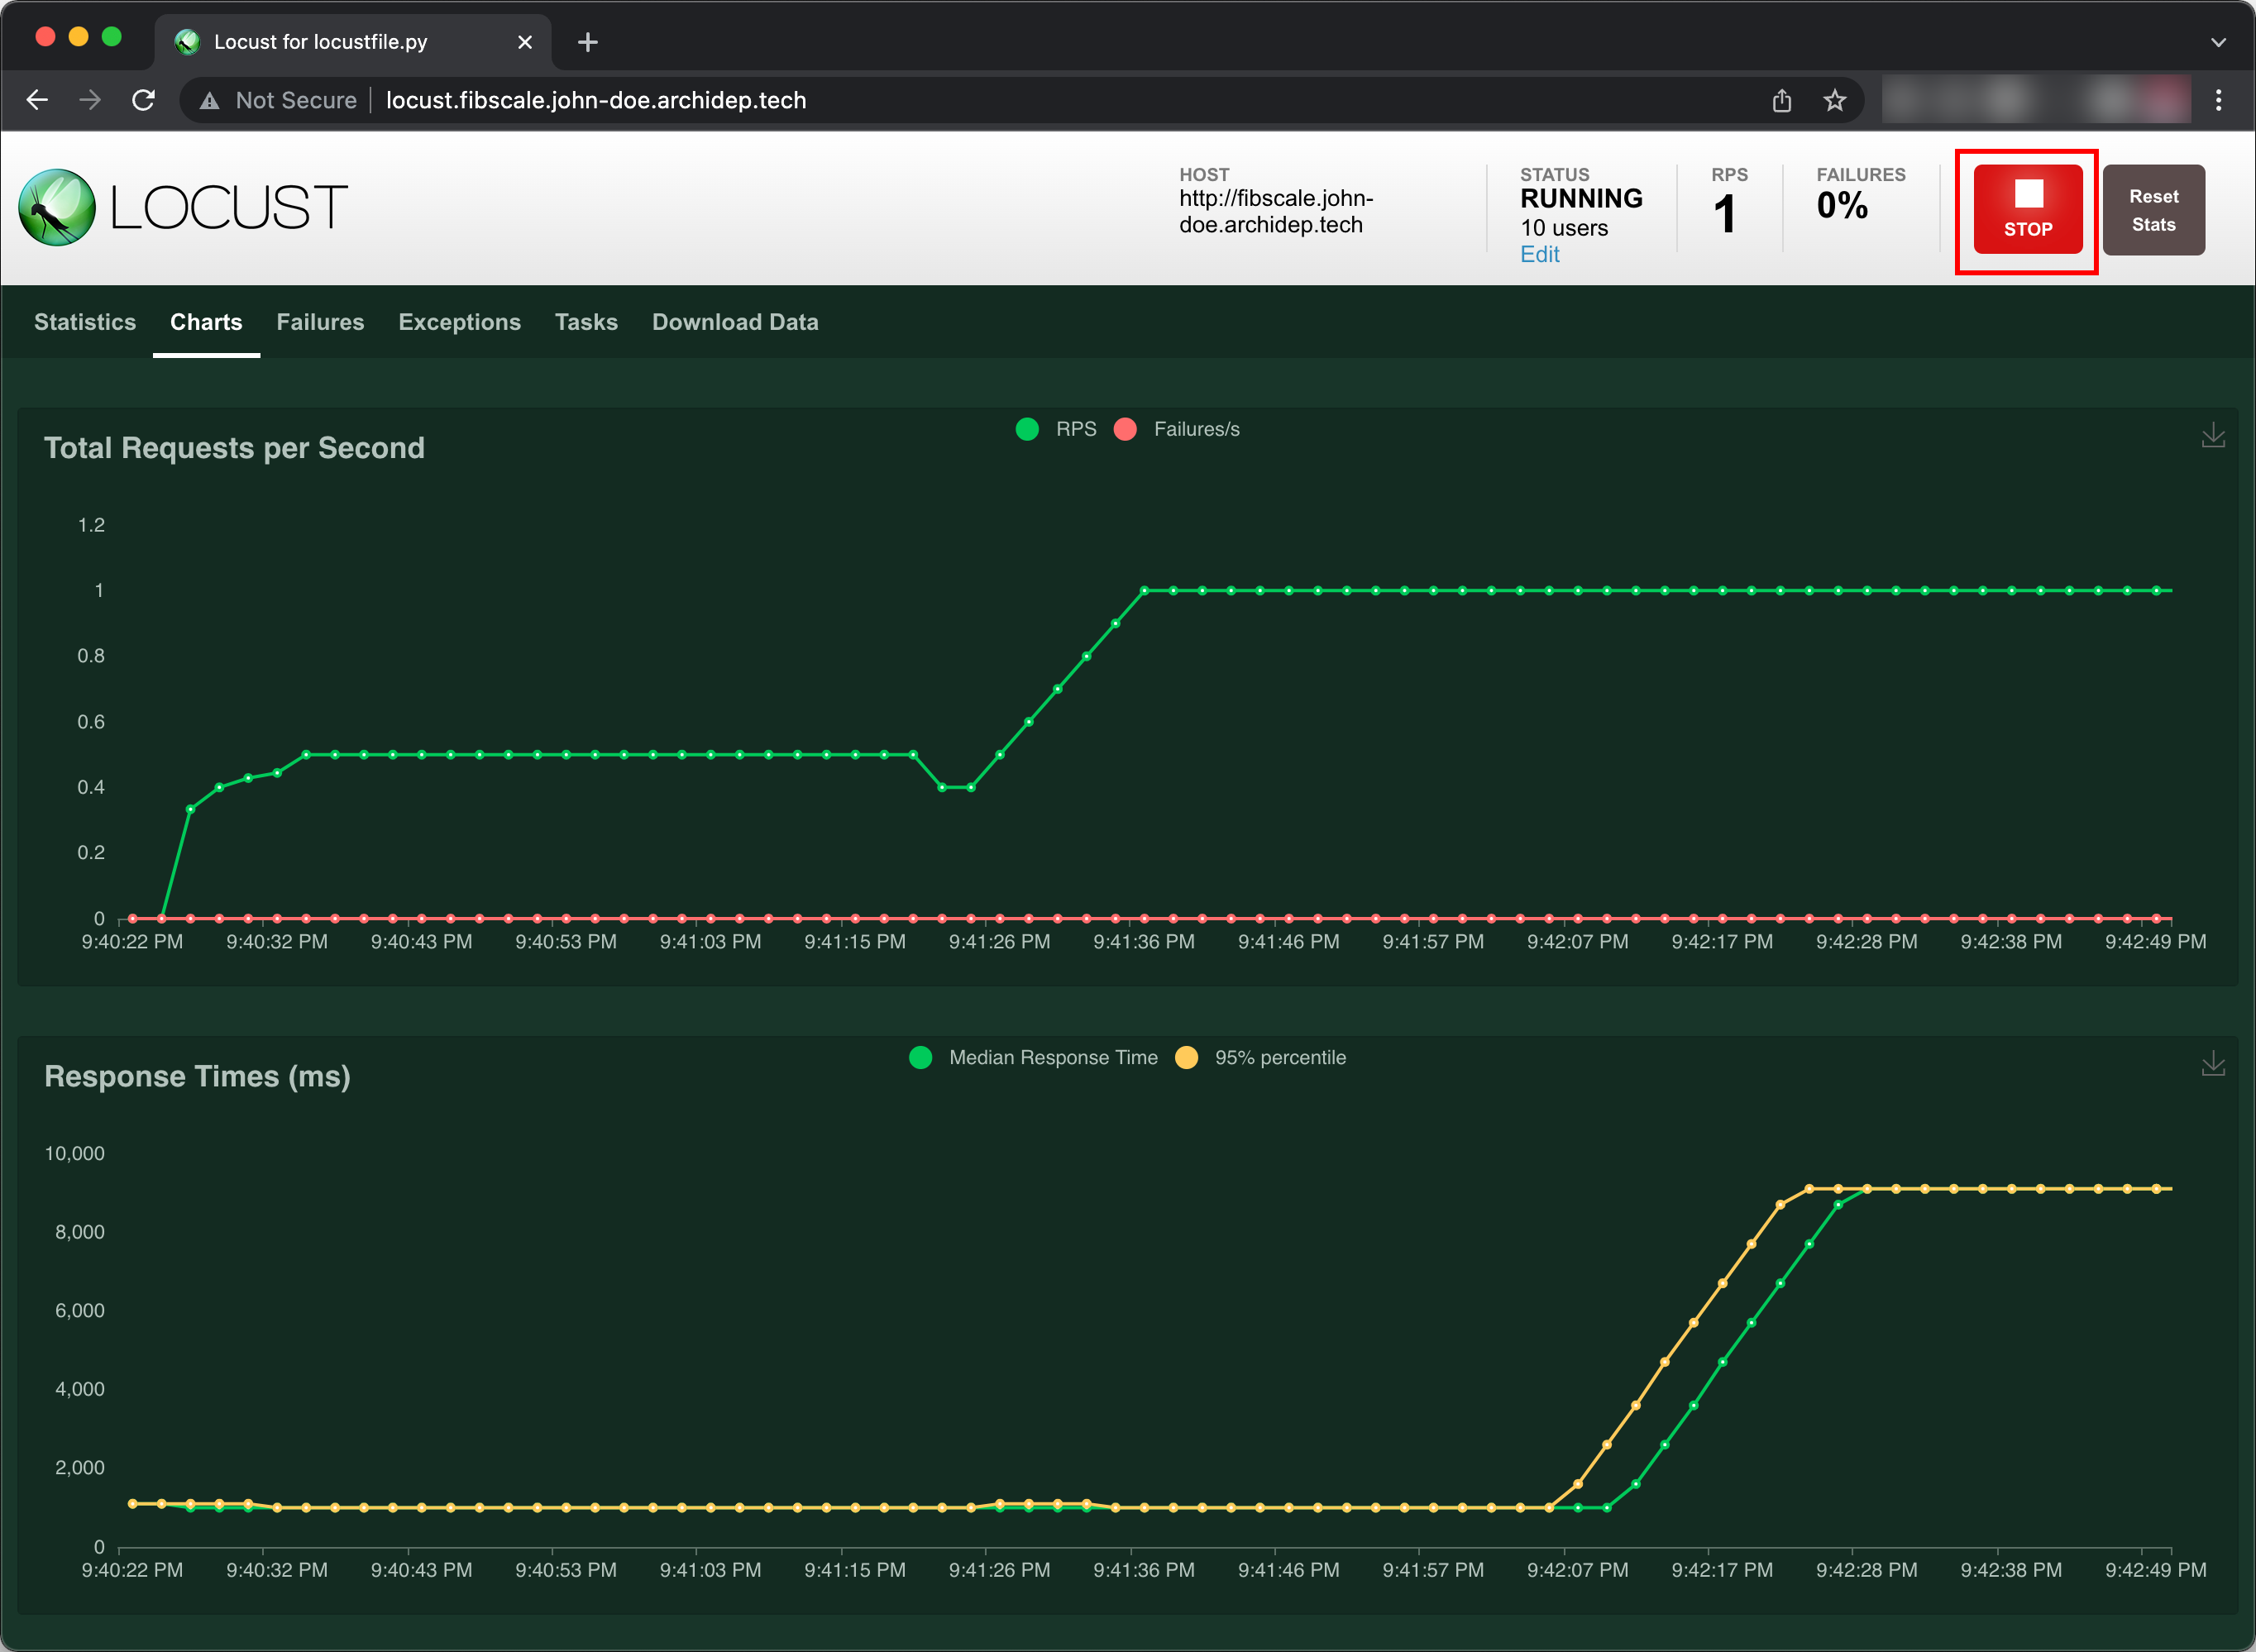 Locust for locustfile.py
Not Secure locust.fibscale.john-doe.archidep.tech
LOCUST
HOST
http://fibscale.john-
doe.archidep.tech
STATUS
RUNNING
10 users
Edit
RPS
1
FAILURES
0%
STOP
Reset
Stats
Statistics Charts Failures Exceptions Tasks Download Data
Total Requests per Second
RPS Failures/s
1.2
1
0.8
0.6
0.4
0.2
0
9:40:22 PM 9:40:32 PM 9:40:43 PM 9:40:53 PM 9:41:03 PM 9:41:15 PM 9:41:26 PM 9:41:36 PM 9:41:46 PM 9:41:57 PM 9:42:07 PM 9:42:17 PM 9:42:28 PM 9:42:38 PM 9:42:49 PM
Response Times (ms)
Median Response Time 95% percentile
10,000
8,000
6,000
4,000
2,000
0
9:40:22 PM 9:40:32 PM 9:40:43 PM 9:40:53 PM 9:41:03 PM 9:41:15 PM 9:41:26 PM 9:41:36 PM 9:41:46 PM 9:41:57 PM 9:42:07 PM 9:42:17 PM 9:42:28 PM 9:42:38 PM 9:42:49 PM